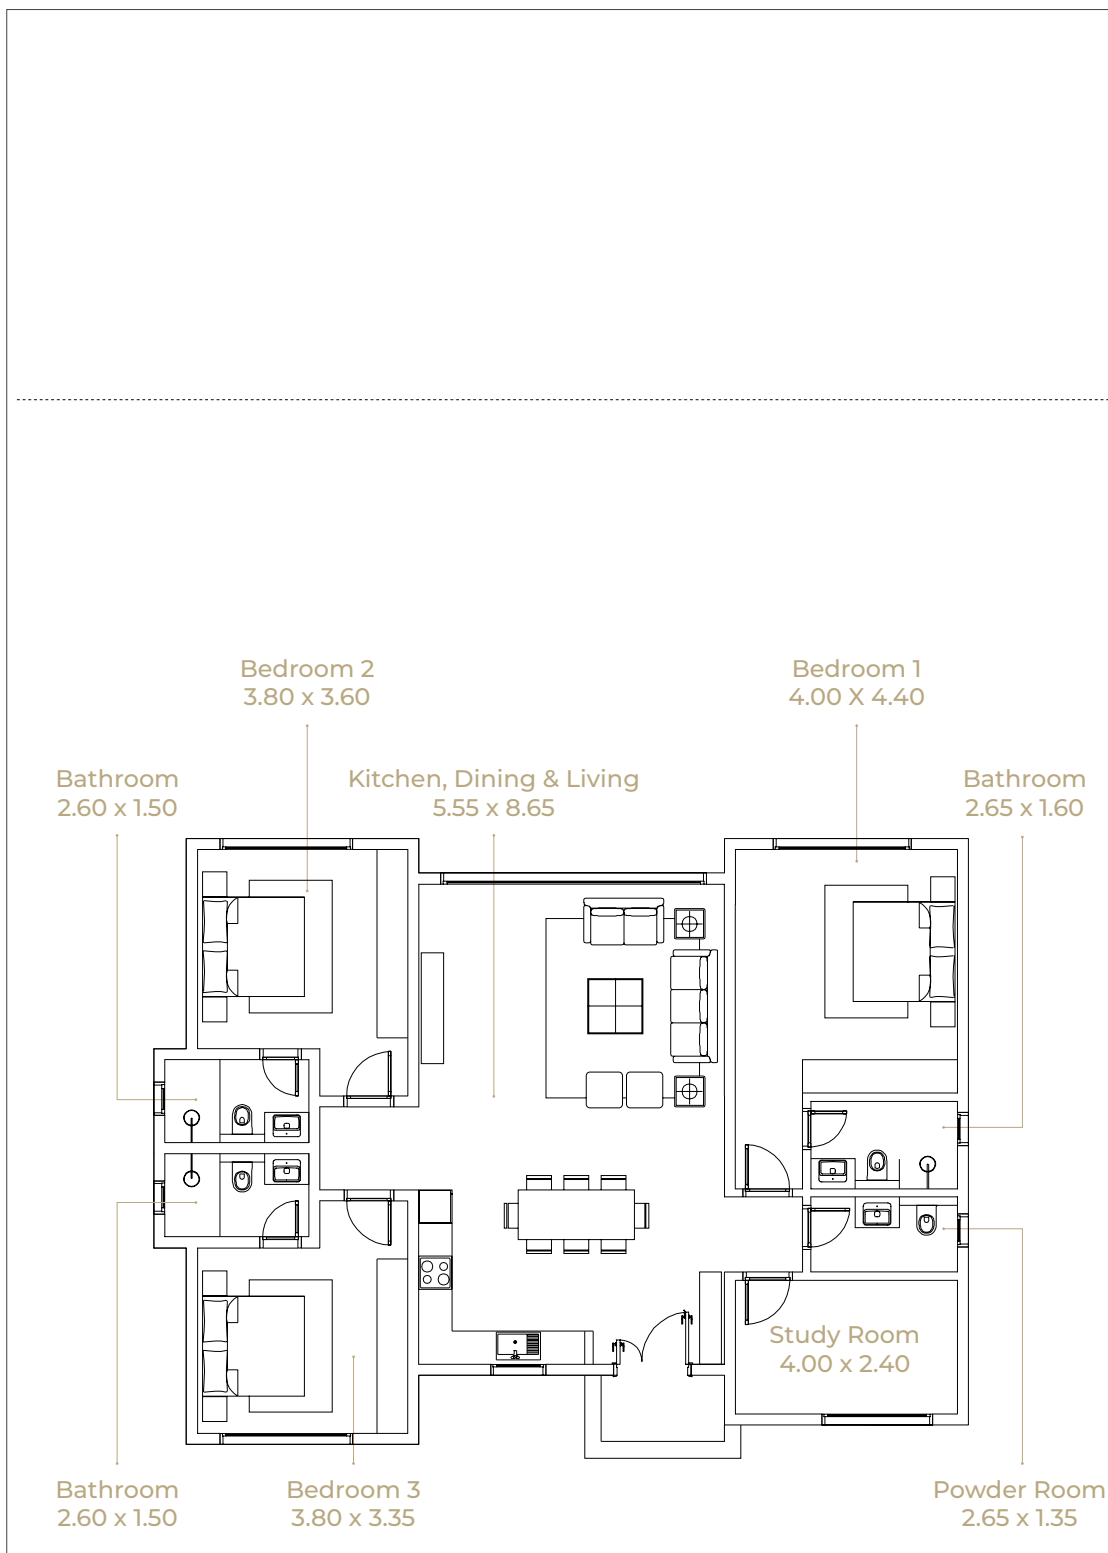 Bedroom 2
3.80 x 3.60
Bedroom 1
4.00 X 4.40
Bathroom
2.60 x 1.50
Kitchen, Dining & Living
5.55 x 8.65
Bathroom
2.65 x 1.60
Study Room
4.00 x 2.40
Bathroom
2.60 x 1.50
Bedroom 3
3.80 x 3.35
Powder Room
2.65 x 1.35